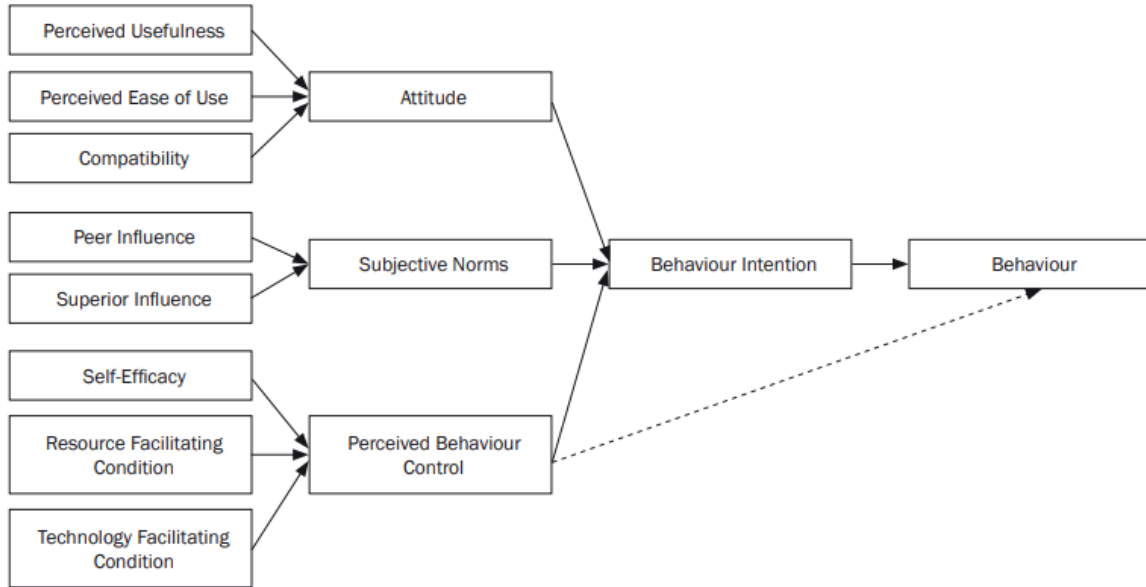 Perceived Usefulness
Perceived Ease of Use
Compatibility
Attitude
Peer Influence
Superior Influence
Subjective Norms
Behaviour Intention
Behaviour
Self-Efficacy
Resource Facilitating
Condition
Technology Facilitating
Condition
Perceived Behaviour
Control